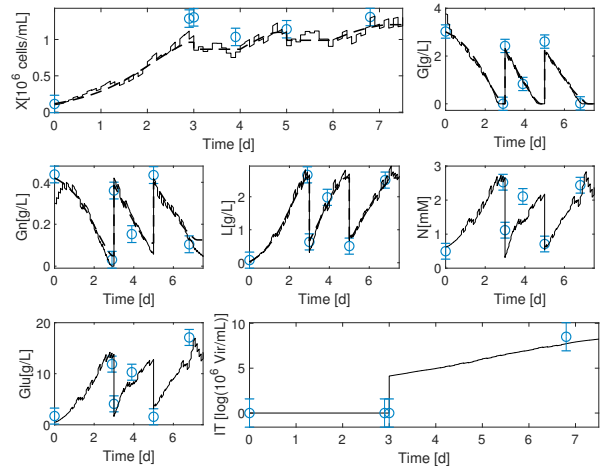 X[10⁶ cells/mL]
1
0.5
0
0 1 2 3 4 5 6 7
Time [d]
G[g/L]
4
2
0
0 2 4 6
Time [d]
Gn[g/L]
0.4
0.2
0
0 2 4 6
Time [d]
L[g/L]
2
1
0
0 2 4 6
Time [d]
N[mM]
3
2
1
0
0 2 4 6
Time [d]
Glu[g/L]
20
10
0
0 2 4 6
Time [d]
IT [log(10⁶ Vir/mL)]
10
5
0
0 1 2 3 4 5 6 7
Time [d]